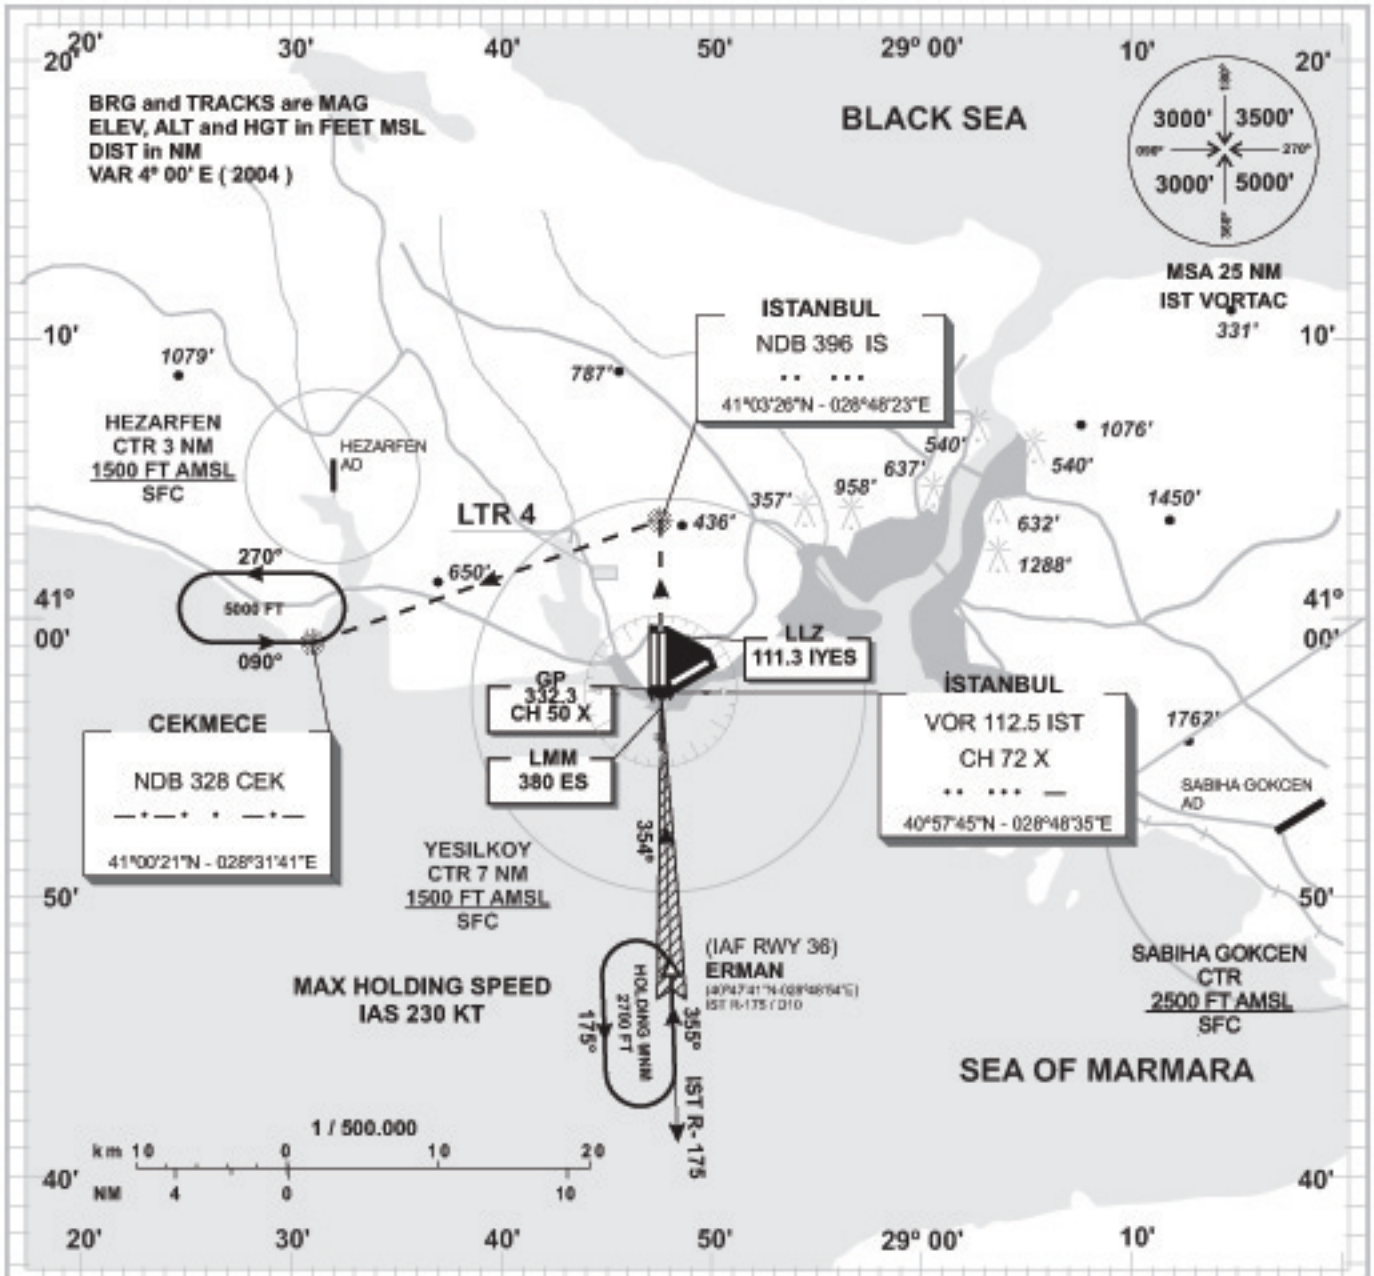 20' 30' 40' 50' 29° 00' 10' 20'
20'
BRG and TRACKS are MAG
ELEV, ALT and HGT in FEET MSL
DIST in NM
VAR 4° 00' E ( 2004 )
BLACK SEA
180°
3000' 3500'
090° 270°
3000' 5000'
360°
MSA 25 NM
IST VORTAC
331'
10'
10'
ISTANBUL
NDB 396 IS
.. ...
41°03'26"N - 028°48'23"E
1079'
787'
HEZARFEN
CTR 3 NM
1500 FT AMSL
SFC
HEZARFEN
AD
LTR 4
436'
357'
958'
637'
540'
540'
1076'
1450'
632'
1288'
650'
270°
5000 FT
090°
41°
00'
41°
00'
LLZ
111.3 IYES
GP
332.3
CH 50 X
LMM
380 ES
İSTANBUL
VOR 112.5 IST
CH 72 X
.. ... —
40°57'45"N - 028°48'35"E
1762'
SABIHA GOKCEN
AD
CEKMECE
NDB 328 CEK
—.—. . —.—
41°00'21"N - 028°31'41"E
YESILKOY
CTR 7 NM
1500 FT AMSL
SFC
354°
50'
50'
(IAF RWY 36)
ERMAN
IST R-175 / D10
MAX HOLDING SPEED
IAS 230 KT
HOLDING MNM
2700 FT
175°
355°
IST R- 175
SABIHA GOKCEN
CTR
2500 FT AMSL
SFC
SEA OF MARMARA
1 / 500.000
km 10 0 10 20
NM 4 0 10
40'
40'
20' 30' 40' 50' 29° 00' 10'